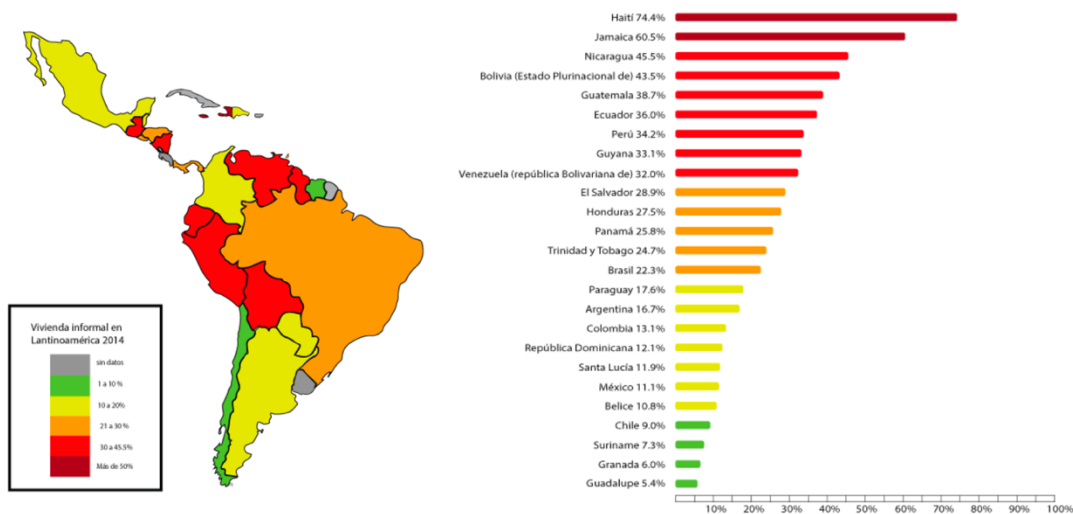 Vivienda informal en
Lantinoamérica 2014
sin datos
1 a 10 %
10 a 20%
21 a 30 %
30 a 45.5%
Más de 50%
Haití 74.4%
Jamaica 60.5%
Nicaragua 45.5%
Bolivia (Estado Plurinacional de) 43.5%
Guatemala 38.7%
Ecuador 36.0%
Perú 34.2%
Guyana 33.1%
Venezuela (república Bolivariana de) 32.0%
El Salvador 28.9%
Honduras 27.5%
Panamá 25.8%
Trinidad y Tobago 24.7%
Brasil 22.3%
Paraguay 17.6%
Argentina 16.7%
Colombia 13.1%
República Dominicana 12.1%
Santa Lucía 11.9%
México 11.1%
Belice 10.8%
Chile 9.0%
Suriname 7.3%
Granada 6.0%
Guadalupe 5.4%
10% 20% 30% 40% 50% 60% 70% 80% 90% 100%